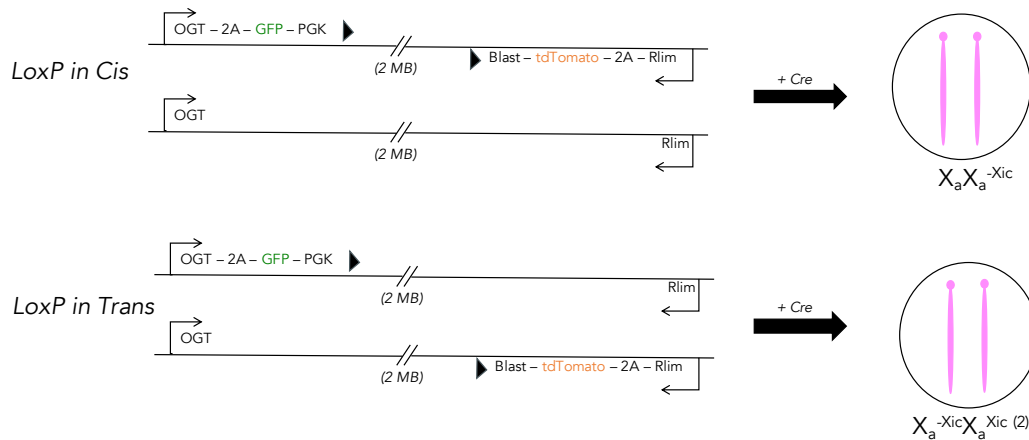 OGT – 2A – GFP – PGK
(2 MB)
Blast – tdTomato – 2A – Rlim
LoxP in Cis
+ Cre
OGT
(2 MB)
Rlim
XaXa-Xic
OGT – 2A – GFP – PGK
(2 MB)
Rlim
LoxP in Trans
+ Cre
OGT
(2 MB)
Blast – tdTomato – 2A – Rlim
Xa-XicXaXic (2)